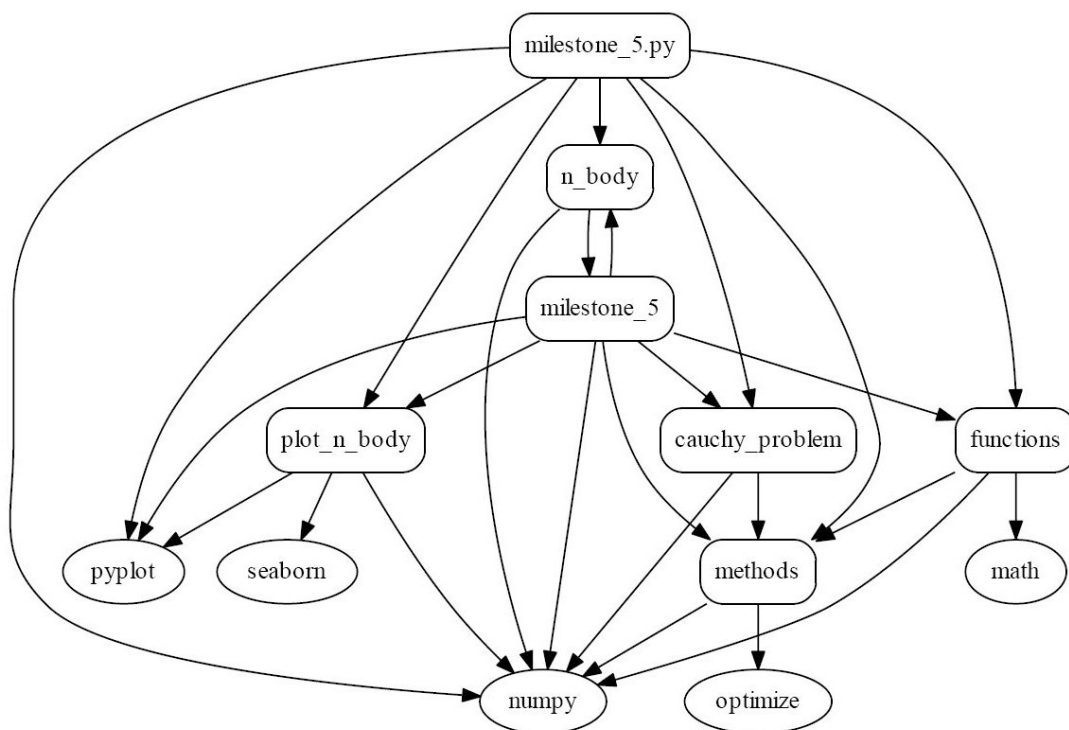 milestone_5.py
n_body
milestone_5
plot_n_body
cauchy_problem
functions
pyplot
seaborn
methods
math
numpy
optimize